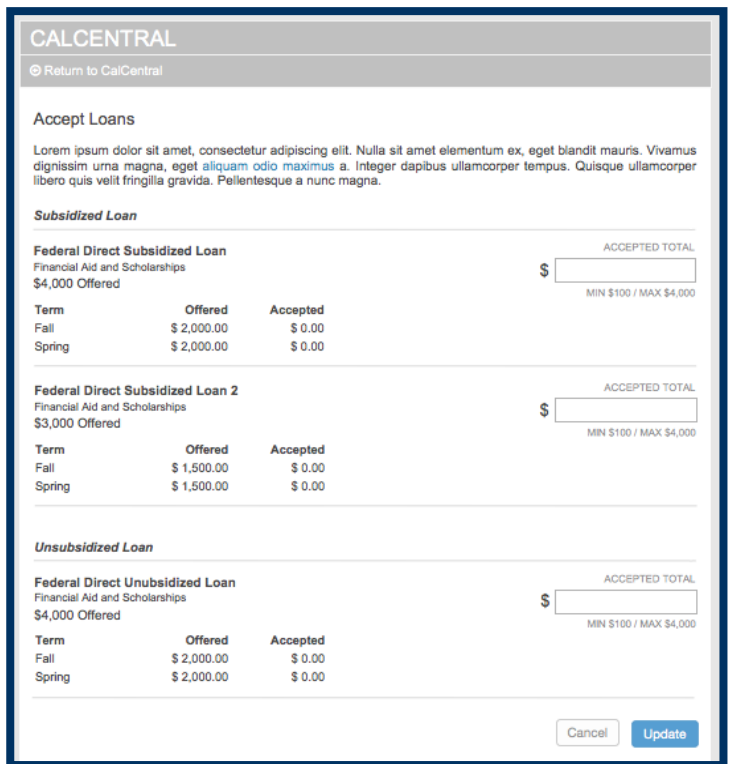 CALCENTRAL
Return to CalCentral
Accept Loans
Lorem ipsum dolor sit amet, consectetur adipiscing elit. Nulla sit amet elementum ex, eget blandit mauris. Vivamus
dignissim urna magna, eget aliquam odio maximus a. Integer dapibus ullamcorper tempus. Quisque ullamcorper
libero quis velit fringilla gravida. Pellentesque a nunc magna.
Subsidized Loan
Federal Direct Subsidized Loan
Financial Aid and Scholarships
$4,000 Offered
ACCEPTED TOTAL
$
MIN $100 / MAX $4,000
Term Offered Accepted
Fall $ 2,000.00 $ 0.00
Spring $ 2,000.00 $ 0.00
Federal Direct Subsidized Loan 2
Financial Aid and Scholarships
$3,000 Offered
ACCEPTED TOTAL
$
MIN $100 / MAX $4,000
Term Offered Accepted
Fall $ 1,500.00 $ 0.00
Spring $ 1,500.00 $ 0.00
Unsubsidized Loan
Federal Direct Unubsidized Loan
Financial Aid and Scholarships
$4,000 Offered
ACCEPTED TOTAL
$
MIN $100 / MAX $4,000
Term Offered Accepted
Fall $ 2,000.00 $ 0.00
Spring $ 2,000.00 $ 0.00
Cancel Update